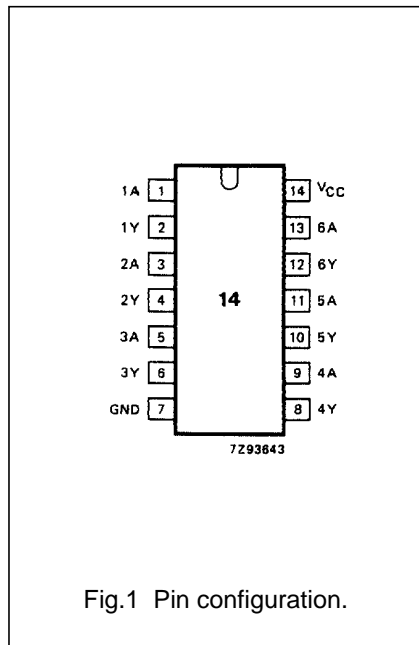 1A 1 14 VCC
1Y 2 13 6A
2A 3 12 6Y
2Y 4 14 11 5A
3A 5 10 5Y
3Y 6 9 4A
GND 7 8 4Y
7Z93643
Fig.1 Pin configuration.